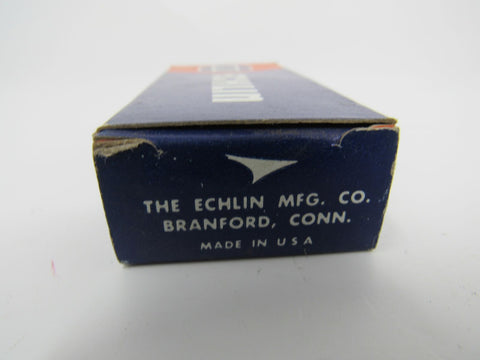 THE ECHLIN MFG. CO.
BRANFORD, CONN.
MADE IN USA